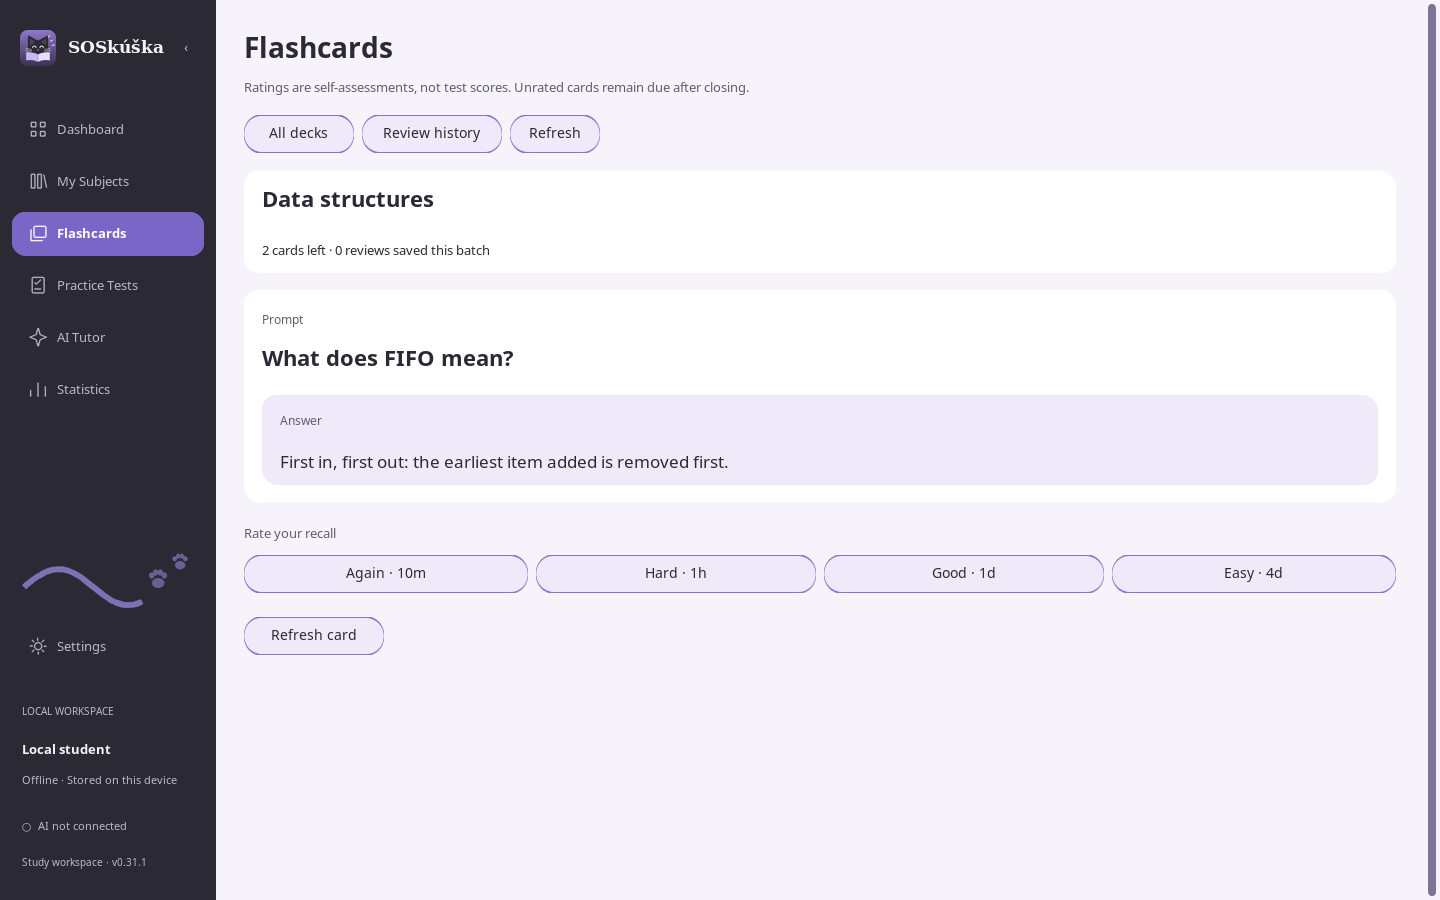 SOSkúška ‹
Dashboard
My Subjects
Flashcards
Practice Tests
AI Tutor
Statistics
Settings
LOCAL WORKSPACE
Local student
Offline · Stored on this device
AI not connected
Study workspace · v0.31.1
Flashcards
Ratings are self-assessments, not test scores. Unrated cards remain due after closing.
All decks Review history Refresh
Data structures
2 cards left · 0 reviews saved this batch
Prompt
What does FIFO mean?
Answer
First in, first out: the earliest item added is removed first.
Rate your recall
Again · 10m Hard · 1h Good · 1d Easy · 4d
Refresh card